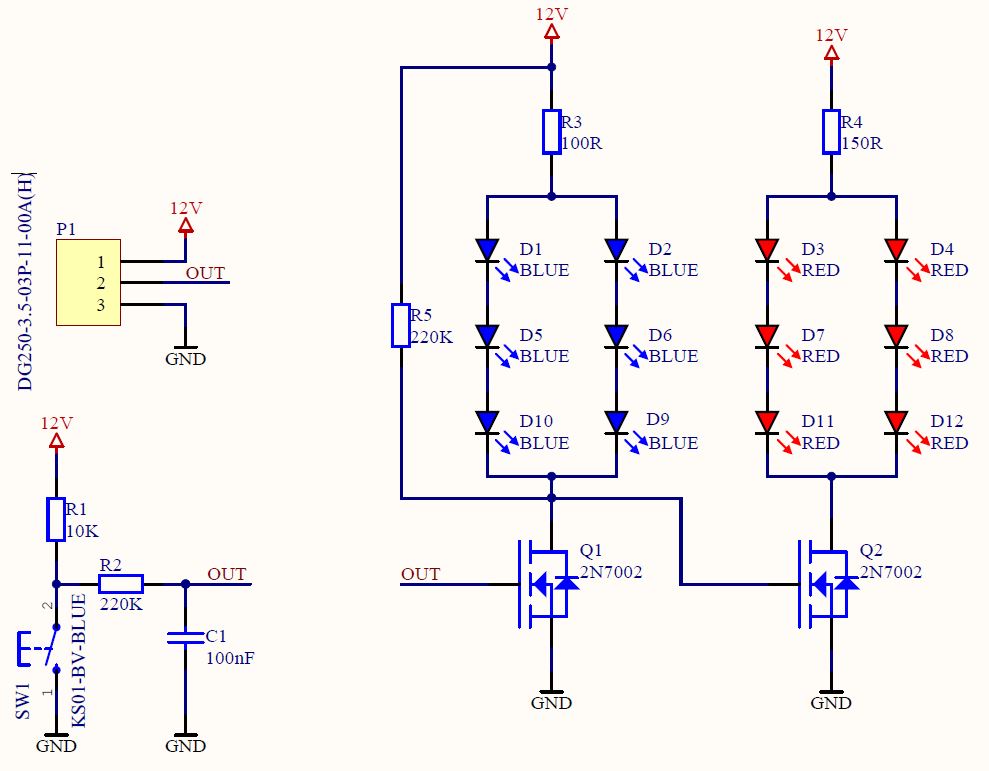 12V
12V
R3
100R
R4
150R
DG250-3.5-03P-11-00A(H)
P1
12V
1
2
3
OUT
GND
D1
BLUE
D2
BLUE
D3
RED
D4
RED
R5
220K
D5
BLUE
D6
BLUE
D7
RED
D8
RED
D10
BLUE
D9
BLUE
D11
RED
D12
RED
12V
R1
10K
R2
220K
OUT
2
1
SW1
KS01-BV-BLUE
C1
100nF
GND
GND
OUT
Q1
2N7002
GND
Q2
2N7002
GND